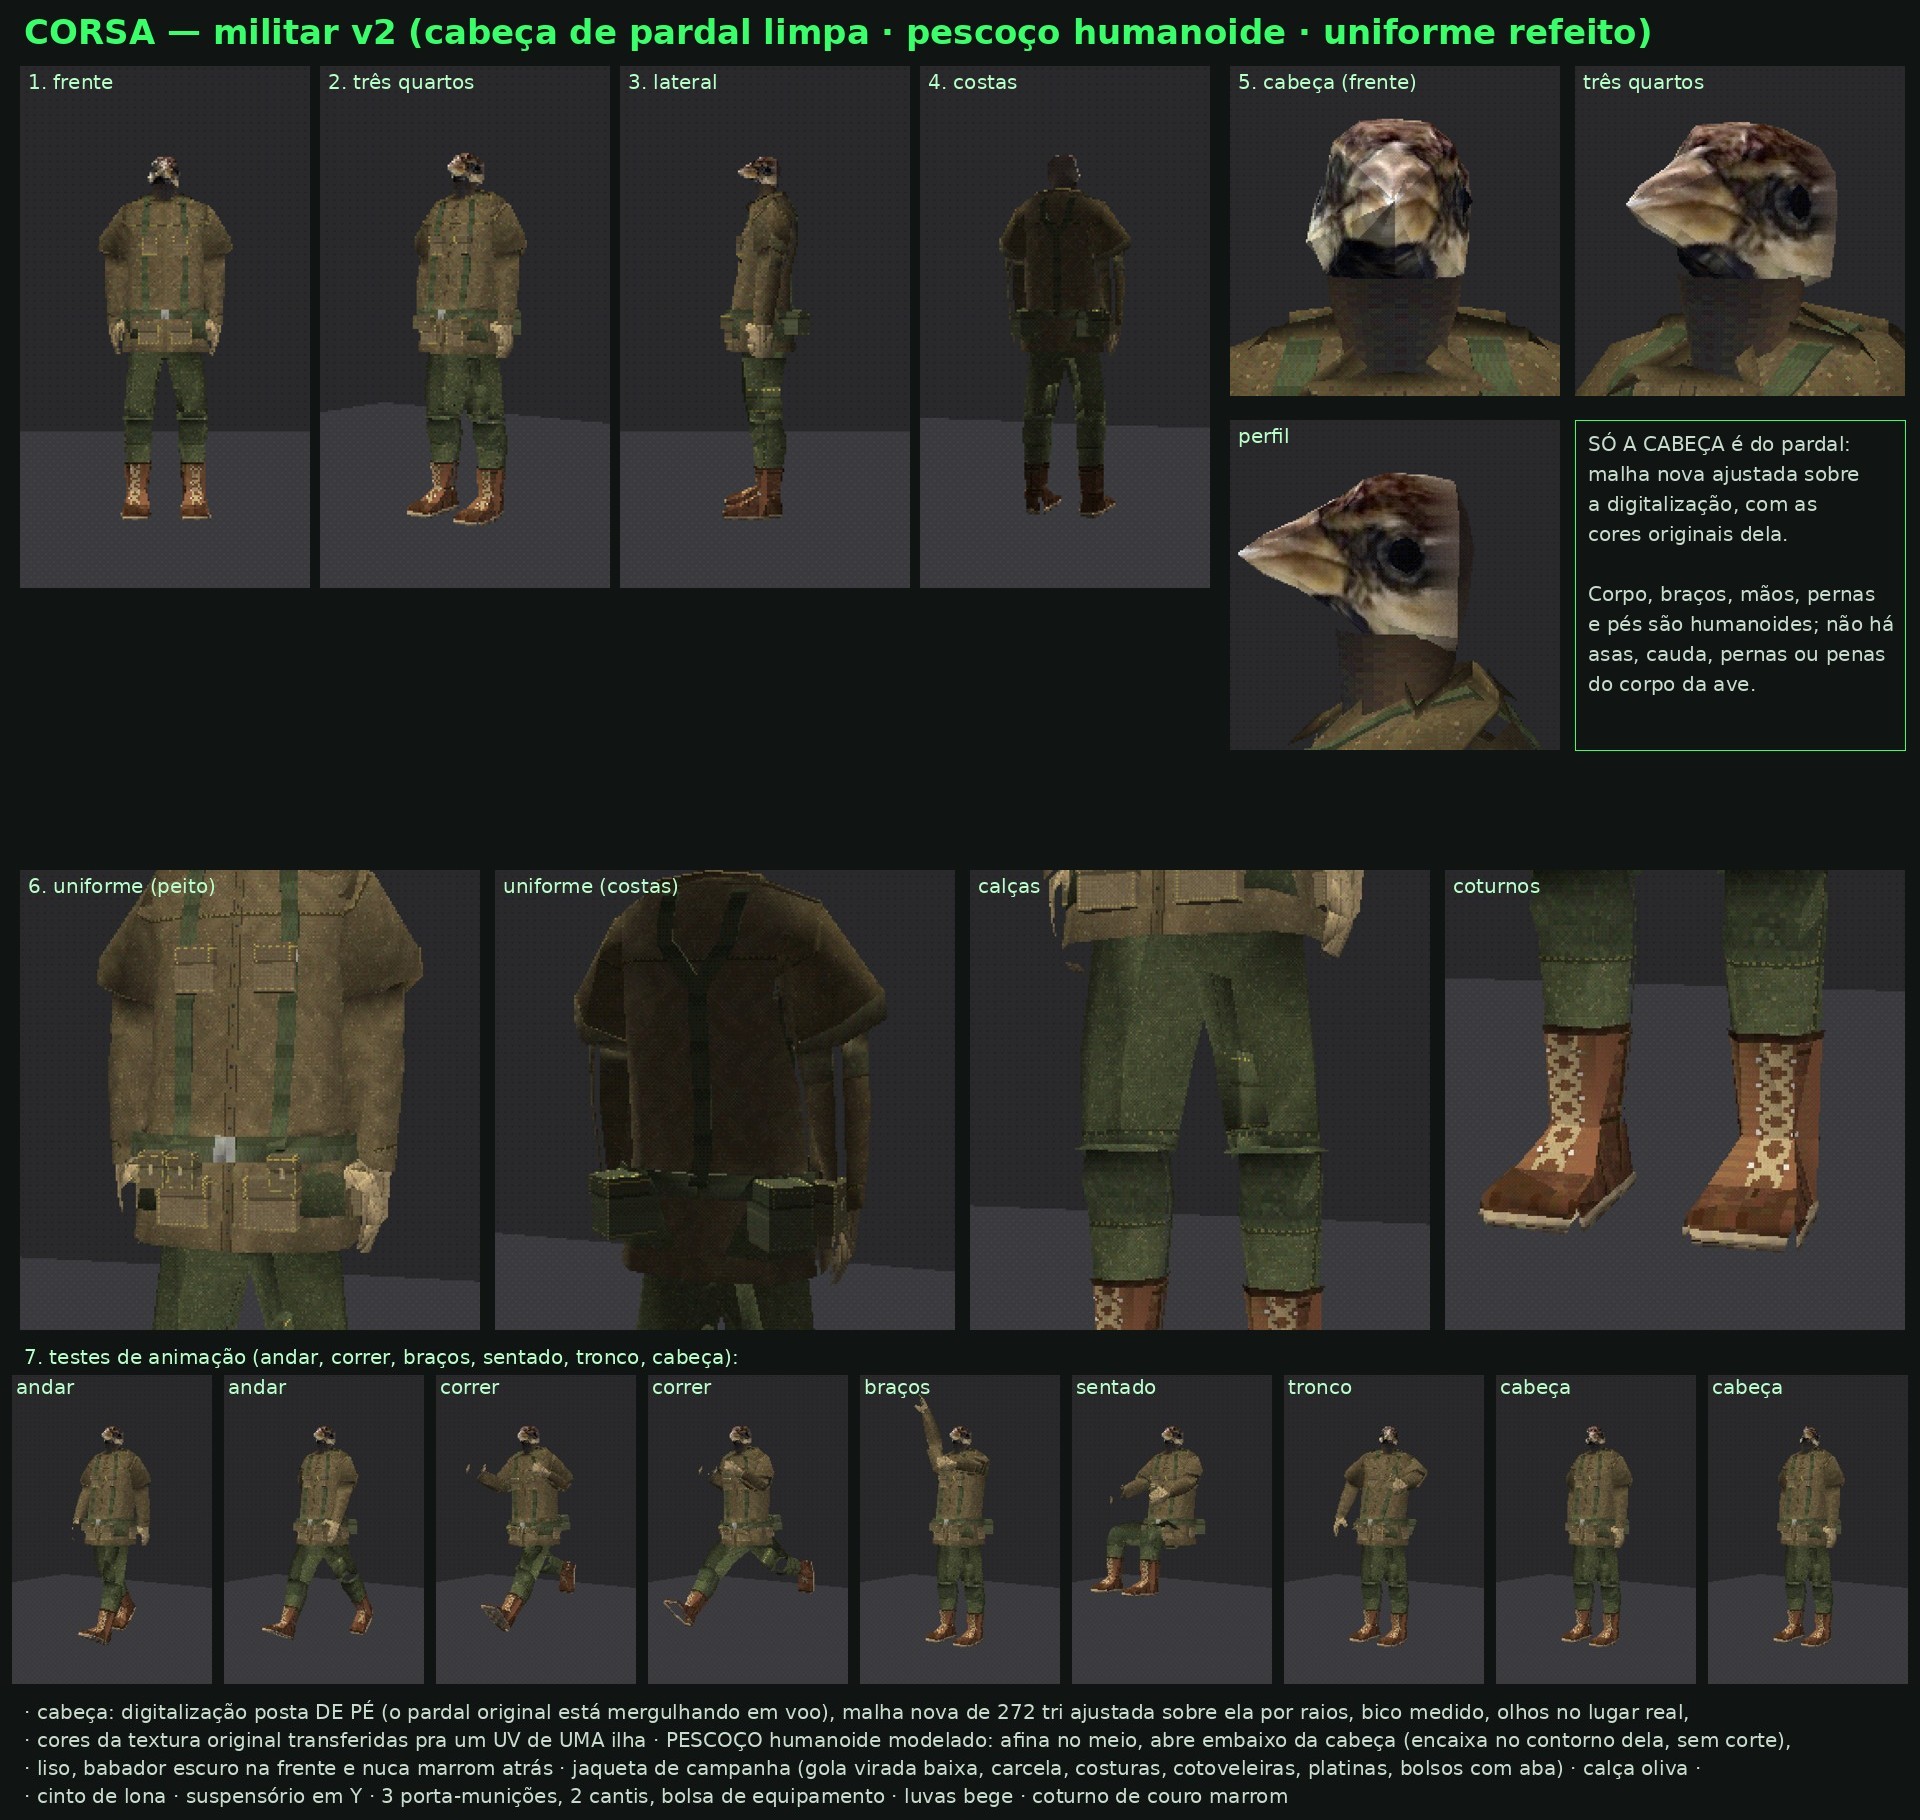 CORSA — militar v2 (cabeça de pardal limpa · pescoço humanoide · uniforme refeito)
1. frente
2. três quartos
3. lateral
4. costas
5. cabeça (frente)
três quartos
perfil
SÓ A CABEÇA é do pardal:
malha nova ajustada sobre
a digitalização, com as
cores originais dela.
Corpo, braços, mãos, pernas
e pés são humanoides; não há
asas, cauda, pernas ou penas
do corpo da ave.
6. uniforme (peito)
uniforme (costas)
calças
coturnos
7. testes de animação (andar, correr, braços, sentado, tronco, cabeça):
andar
andar
correr
correr
braços
sentado
tronco
cabeça
cabeça
· cabeça: digitalização posta DE PÉ (o pardal original está mergulhando em voo), malha nova de 272 tri ajustada sobre ela por raios, bico medido, olhos no lugar real,
· cores da textura original transferidas pra um UV de UMA ilha · PESCOÇO humanoide modelado: afina no meio, abre embaixo da cabeça (encaixa no contorno dela, sem corte),
· liso, babador escuro na frente e nuca marrom atrás · jaqueta de campanha (gola virada baixa, carcela, costuras, cotoveleiras, platinas, bolsos com aba) · calça oliva ·
· cinto de lona · suspensório em Y · 3 porta-munições, 2 cantis, bolsa de equipamento · luvas bege · coturno de couro marrom